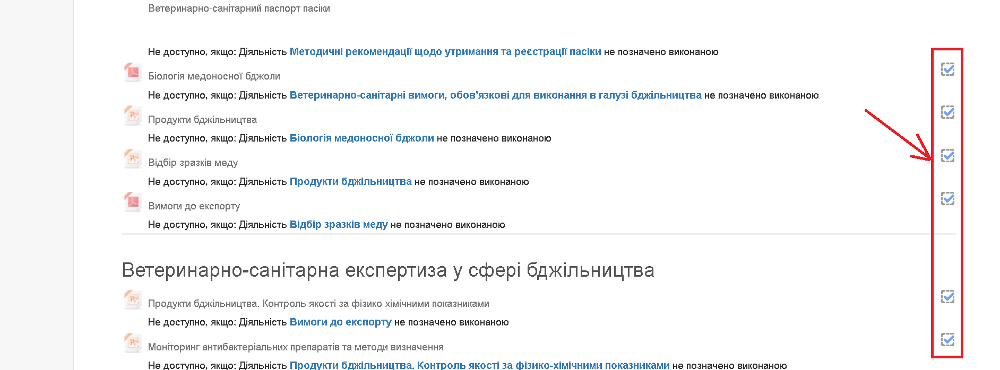 Ветеринарно-санітарний паспорт пасіки
Не доступно, якщо: Діяльність Методичні рекомендації щодо утримання та реєстрації пасіки не позначено виконаною
Біологія медоносної бджоли
Не доступно, якщо: Діяльність Ветеринарно-санітарні вимоги, обов’язкові для виконання в галузі бджільництва не позначено виконаною
Продукти бджільництва
Не доступно, якщо: Діяльність Біологія медоносної бджоли не позначено виконаною
Відбір зразків меду
Не доступно, якщо: Діяльність Продукти бджільництва не позначено виконаною
Вимоги до експорту
Не доступно, якщо: Діяльність Відбір зразків меду не позначено виконаною
Ветеринарно-санітарна експертиза у сфері бджільництва
Продукти бджільництва. Контроль якості за фізико-хімічними показниками
Не доступно, якщо: Діяльність Вимоги до експорту не позначено виконаною
Моніторинг антибактеріальних препаратів та методи визначення
Не доступно, якщо: Діяльність Продукти бджільництва. Контроль якості за фізико-хімічними показниками не позначено виконаною